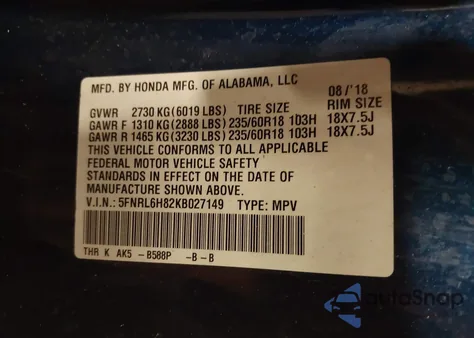 MFD. BY HONDA MFG. OF ALABAMA, LLC
08/'18
GVWR 2730 KG(6019 LBS) TIRE SIZE RIM SIZE
GAWR F 1310 KG(2888 LBS) 235/60R18 103H 18X7.5J
GAWR R 1465 KG(3230 LBS) 235/60R18 103H 18X7.5J
THIS VEHICLE CONFORMS TO ALL APPLICABLE
FEDERAL MOTOR VEHICLE SAFETY
STANDARDS IN EFFECT ON THE DATE OF
MANUFACTURE SHOWN ABOVE.
V.I.N.: 5FNRL6H82KB027149 TYPE: MPV
THR K AK5 -B588P -B -B
autoSnap